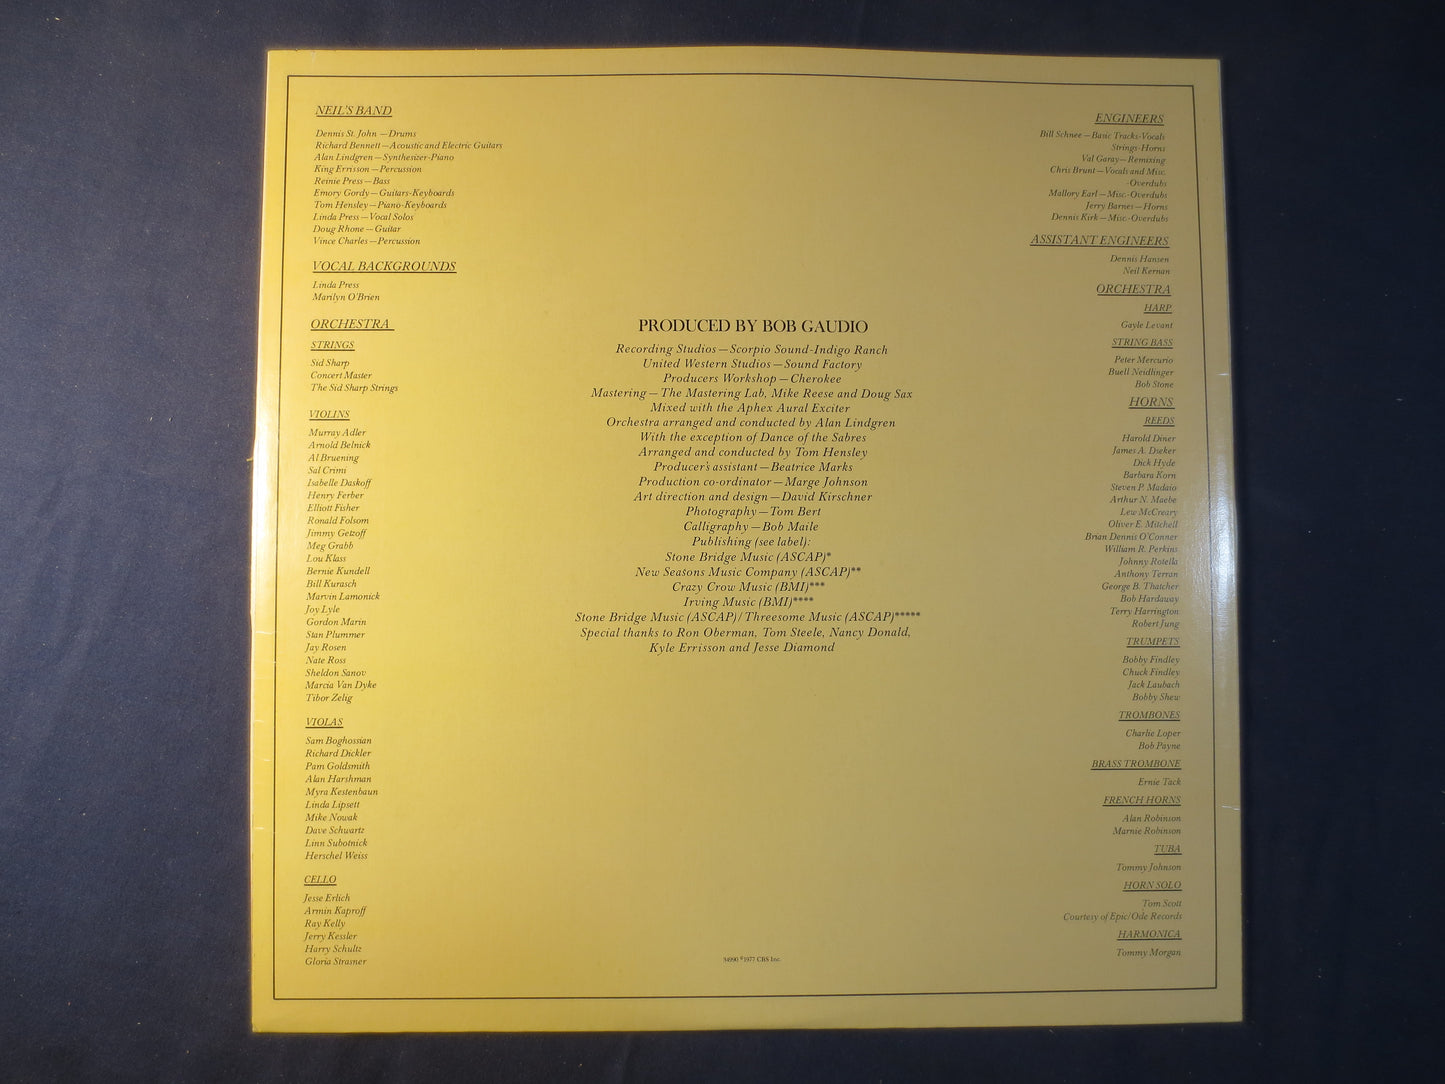 NEIL'S BAND
Dennis St. John — Drums
Richard Bennett — Acoustic and Electric Guitars
Alan Lindgren — Synthesizer-Piano
King Errisson — Percussion
Reinie Press — Bass
Emory Gordy — Guitars-Keyboards
Tom Hensley — Piano-Keyboards
Linda Press — Vocal Solos
Doug Rhone — Guitar
Vince Charles — Percussion
VOCAL BACKGROUNDS
Linda Press
Marilyn O'Brien
ORCHESTRA
STRINGS
Sid Sharp
Concert Master
The Sid Sharp Strings
VIOLINS
Murray Adler
Arnold Belnick
Al Bruening
Sal Crimi
Isabelle Daskoff
Henry Ferber
Elliott Fisher
Ronald Folsom
Jimmy Getzoff
Meg Grabb
Lou Klass
Bernie Kundell
Bill Kurasch
Marvin Lamonick
Joy Lyle
Gordon Marin
Stan Plummer
Jay Rosen
Nate Ross
Sheldon Sanov
Marcia Van Dyke
Tibor Zelig
VIOLAS
Sam Boghossian
Richard Dickler
Pam Goldsmith
Alan Harshman
Myra Kestenbaun
Linda Lipsett
Mike Nowak
Dave Schwartz
Linn Subotnick
Herschel Weiss
CELLO
Jesse Erlich
Armin Kaproff
Ray Kelly
Jerry Kessler
Harry Schultz
Gloria Strasner
PRODUCED BY BOB GAUDIO
Recording Studios — Scorpio Sound-Indigo Ranch
United Western Studios — Sound Factory
Producers Workshop — Cherokee
Mastering — The Mastering Lab, Mike Reese and Doug Sax
Mixed with the Aphex Aural Exciter
Orchestra arranged and conducted by Alan Lindgren
With the exception of Dance of the Sabres
Arranged and conducted by Tom Hensley
Producer's assistant — Beatrice Marks
Production co-ordinator — Marge Johnson
Art direction and design — David Kirschner
Photography — Tom Bert
Calligraphy — Bob Maile
Publishing (see label):
Stone Bridge Music (ASCAP)*
New Seasons Music Company (ASCAP)**
Crazy Crow Music (BMI)***
Irving Music (BMI)****
Stone Bridge Music (ASCAP) / Threesome Music (ASCAP)*****
Special thanks to Ron Oberman, Tom Steele, Nancy Donald,
Kyle Errisson and Jesse Diamond
34990 ℗1977 CBS Inc.
ENGINEERS
Bill Schnee — Basic Tracks-Vocals
Strings-Horns
Val Garay — Remixing
Chris Brunt — Vocals and Misc.
-Overdubs
Mallory Earl — Misc.-Overdubs
Jerry Barnes — Horns
Dennis Kirk — Misc.-Overdubs
ASSISTANT ENGINEERS
Dennis Hansen
Neil Kernan
ORCHESTRA
HARP
Gayle Levant
STRING BASS
Peter Mercurio
Buell Neidlinger
Bob Stone
HORNS
REEDS
Harold Diner
James A. Dseker
Dick Hyde
Barbara Korn
Steven P. Madaio
Arthur N. Maebe
Lew McCreary
Oliver E. Mitchell
Brian Dennis O'Conner
William R. Perkins
Johnny Rotella
Anthony Terran
George B. Thatcher
Bob Hardaway
Terry Harrington
Robert Jung
TRUMPETS
Bobby Findley
Chuck Findley
Jack Laubach
Bobby Shew
TROMBONES
Charlie Loper
Bob Payne
BRASS TROMBONE
Ernie Tack
FRENCH HORNS
Alan Robinson
Marnie Robinson
TUBA
Tommy Johnson
HORN SOLO
Tom Scott
Courtesy of Epic/Ode Records
HARMONICA
Tommy Morgan